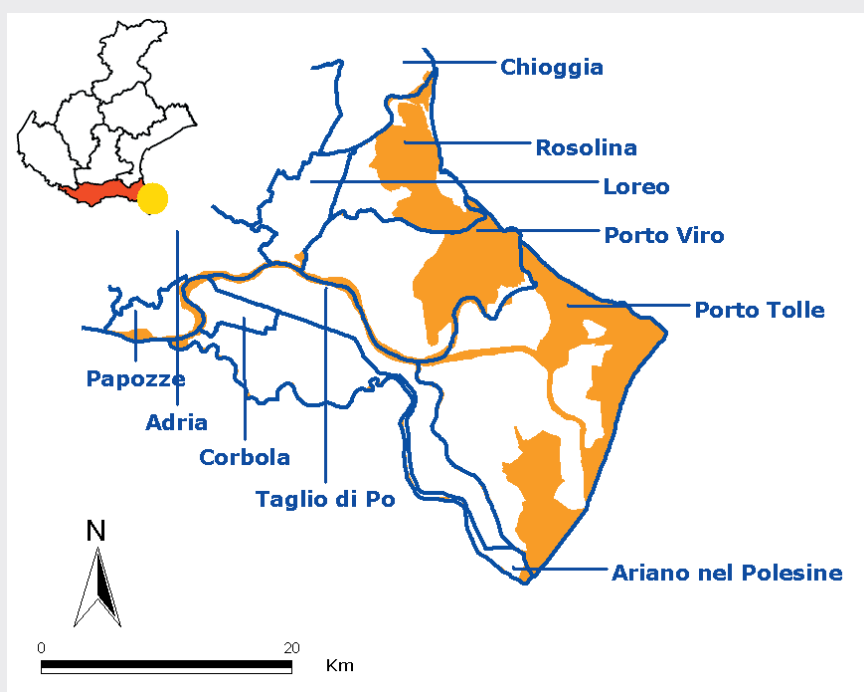 Chioggia
Rosolina
Loreo
Porto Viro
Porto Tolle
Papozze
Adria
Corbola
Taglio di Po
Ariano nel Polesine
N
0 20
Km